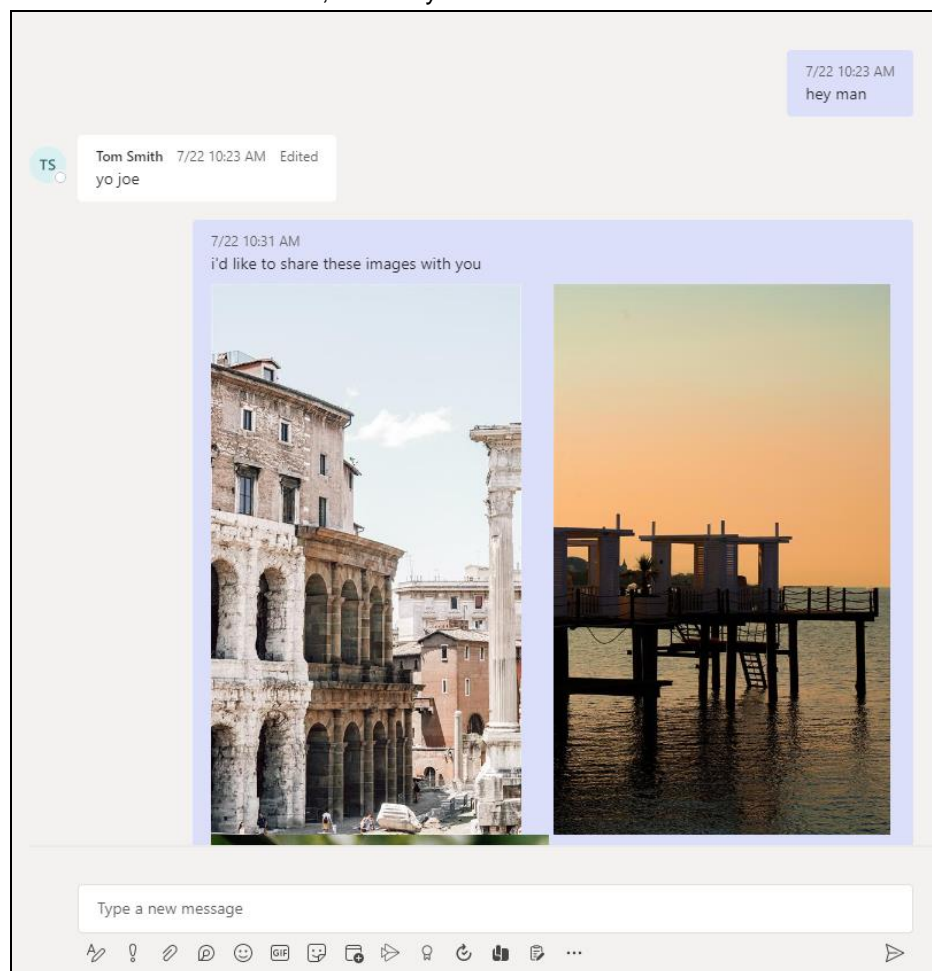 7/22 10:23 AM
hey man
TS
Tom Smith 7/22 10:23 AM Edited
yo joe
7/22 10:31 AM
i'd like to share these images with you
Type a new message
GIF